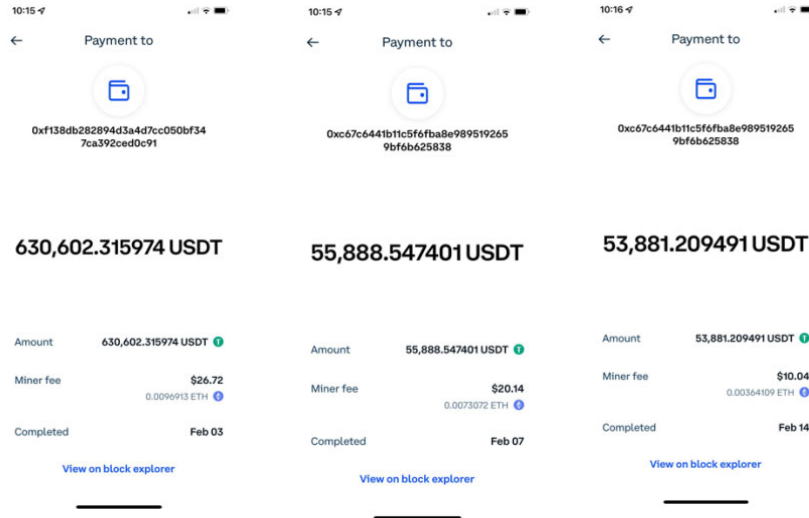 10:15
Payment to
0xf138db282894d3a4d7cc050bf34
7ca392ced0c91
630,602.315974 USDT
Amount 630,602.315974 USDT
Miner fee $26.72
0.0096913 ETH
Completed Feb 03
View on block explorer
10:15
Payment to
0xc67c6441b11c5f6fba8e989519265
9bf6b625838
55,888.547401 USDT
Amount 55,888.547401 USDT
Miner fee $20.14
0.0073072 ETH
Completed Feb 07
View on block explorer
10:16
Payment to
0xc67c6441b11c5f6fba8e989519265
9bf6b625838
53,881.209491 USDT
Amount 53,881.209491 USDT
Miner fee $10.04
0.00364109 ETH
Completed Feb 14
View on block explorer